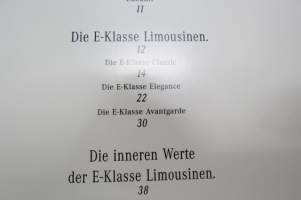 11
Die E-Klasse Limousinen.
12
Die E-Klasse Classic
14
Die E-Klasse Elegance
22
Die E-Klasse Avantgarde
30
Die inneren Werte
der E-Klasse Limousinen.
38